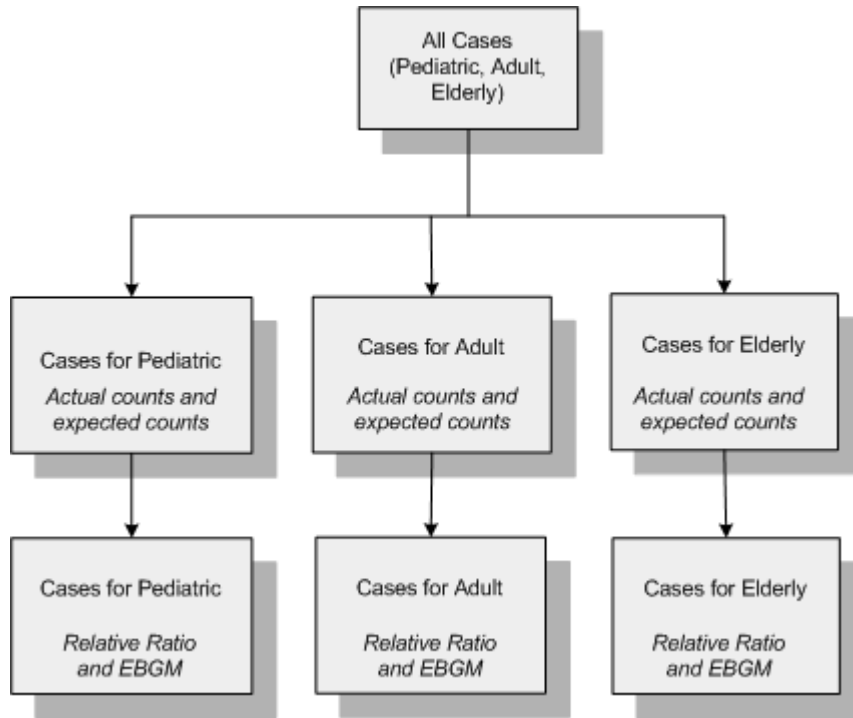 All Cases
(Pediatric, Adult,
Elderly)
Cases for Pediatric
Actual counts and
expected counts
Cases for Adult
Actual counts and
expected counts
Cases for Elderly
Actual counts and
expected counts
Cases for Pediatric
Relative Ratio
and EBGM
Cases for Adult
Relative Ratio
and EBGM
Cases for Elderly
Relative Ratio
and EBGM